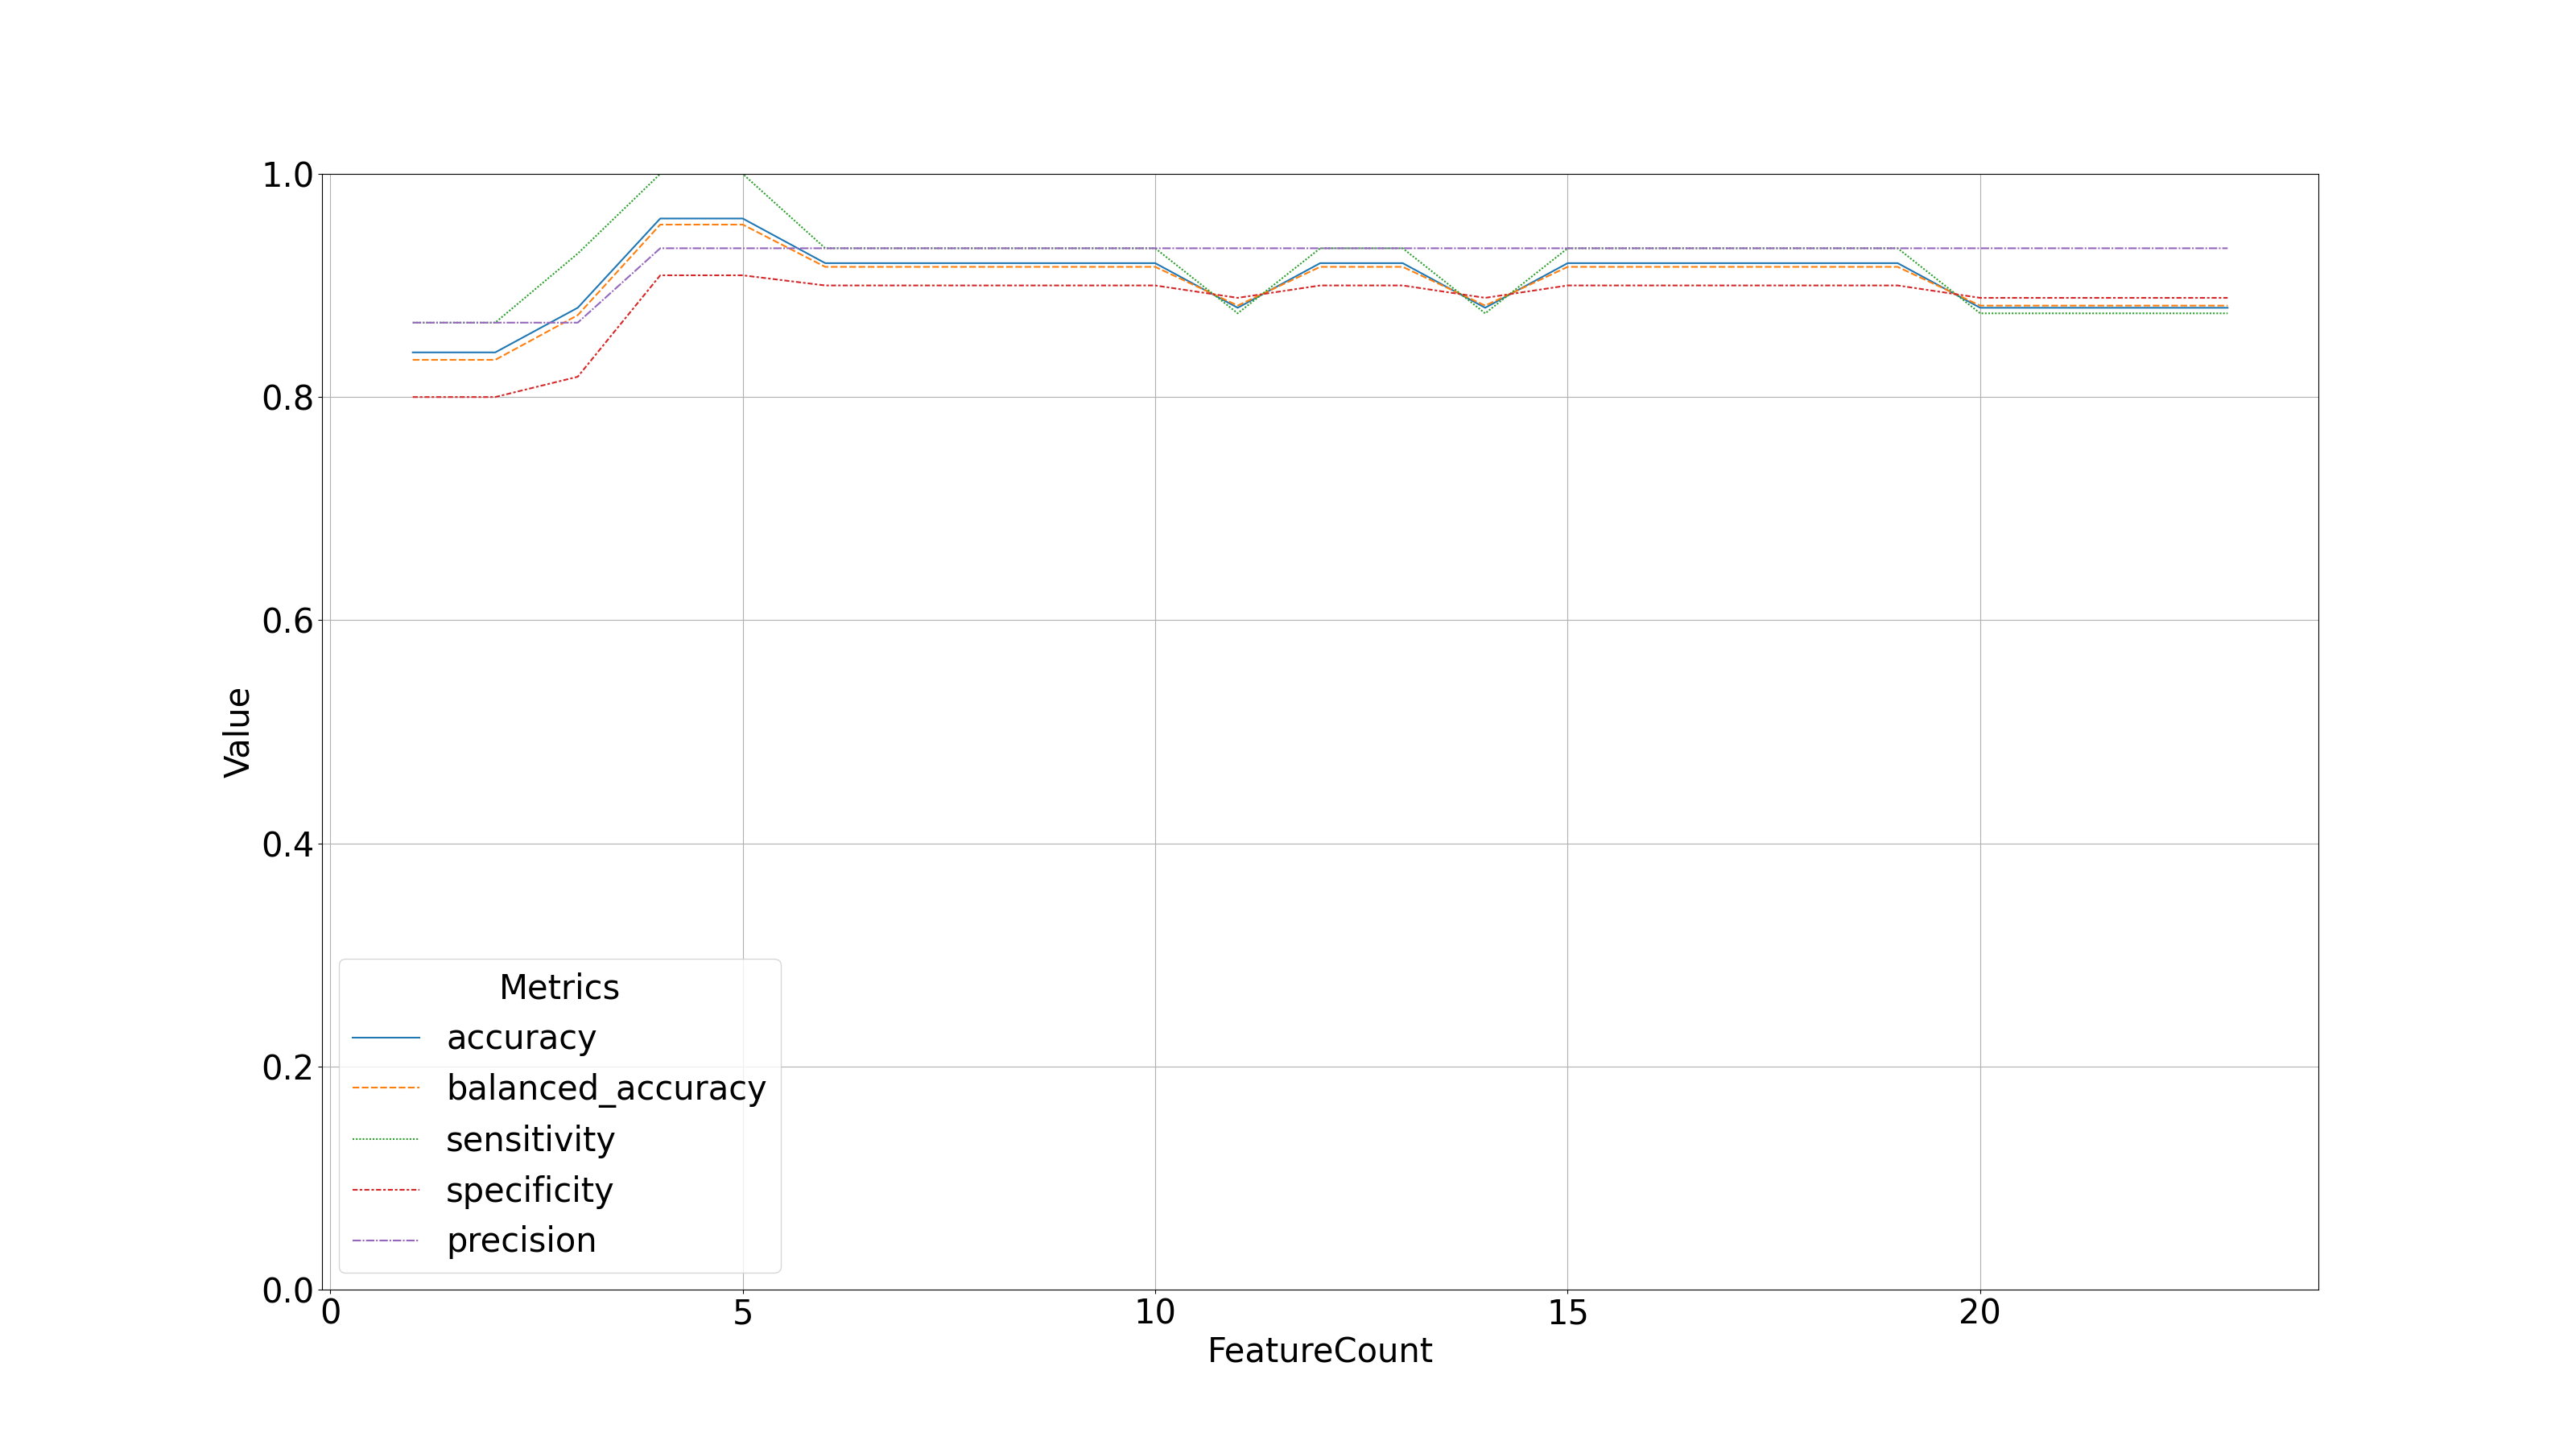 1.0
0.8
0.6
0.4
0.2
0.0
Value
0
5
10
15
20
FeatureCount
Metrics
accuracy
balanced_accuracy
sensitivity
specificity
precision